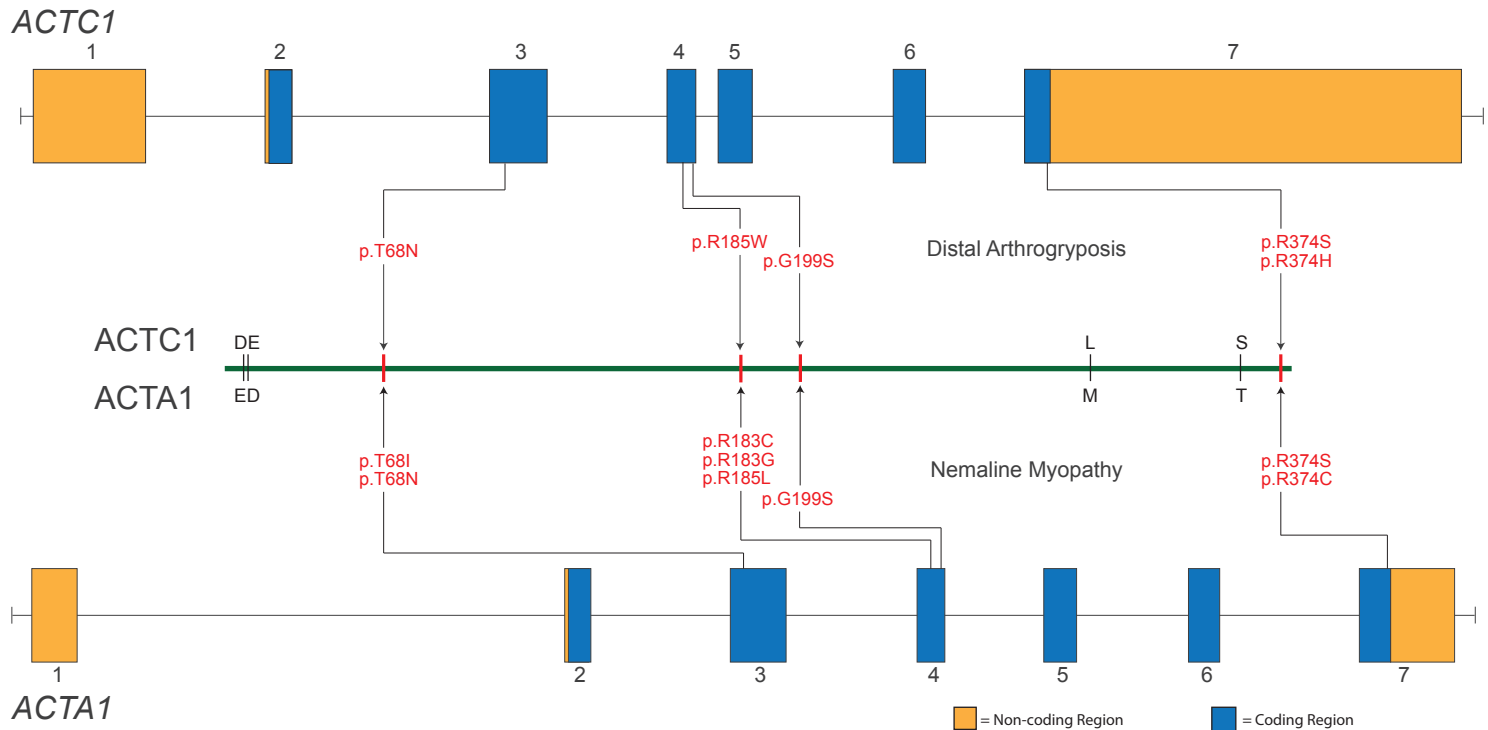 ACTC1
1 2 3 4 5 6 7
p.T68N
p.R185W
p.G199S
Distal Arthrogryposis
p.R374S
p.R374H
ACTC1
DE
L
S
ACTA1
ED
M
T
p.T68I
p.T68N
p.R183C
p.R183G
p.R185L
p.G199S
Nemaline Myopathy
p.R374S
p.R374C
1 2 3 4 5 6 7
ACTA1
= Non-coding Region
= Coding Region